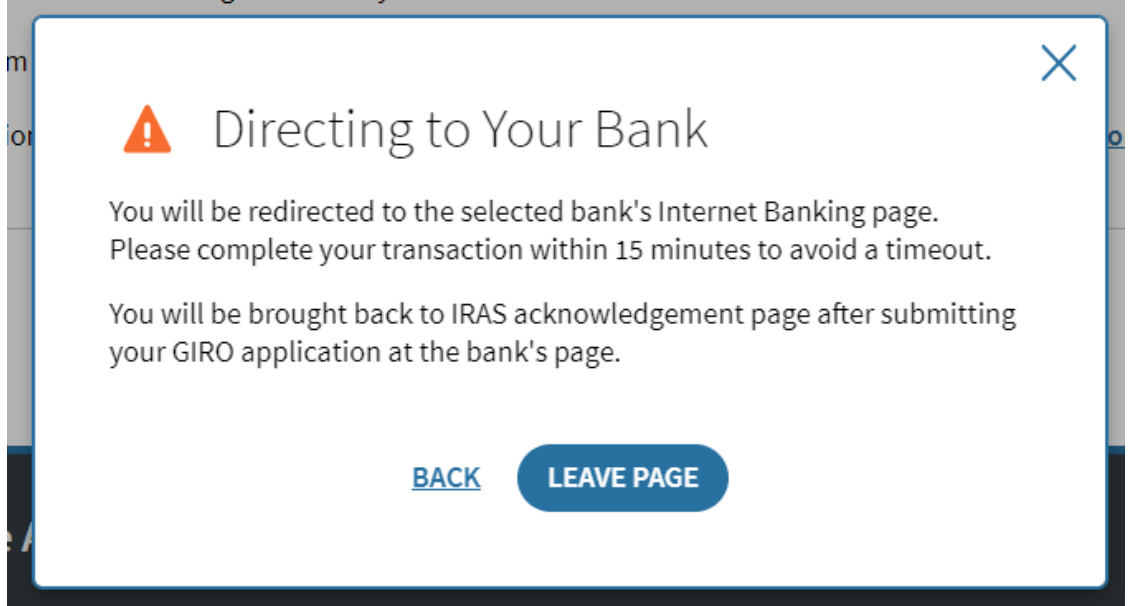 m
Directing to Your Bank
ion
You will be redirected to the selected bank's Internet Banking page.
Please complete your transaction within 15 minutes to avoid a timeout.
You will be brought back to IRAS acknowledgement page after submitting
your GIRO application at the bank's page.
BACK LEAVE PAGE